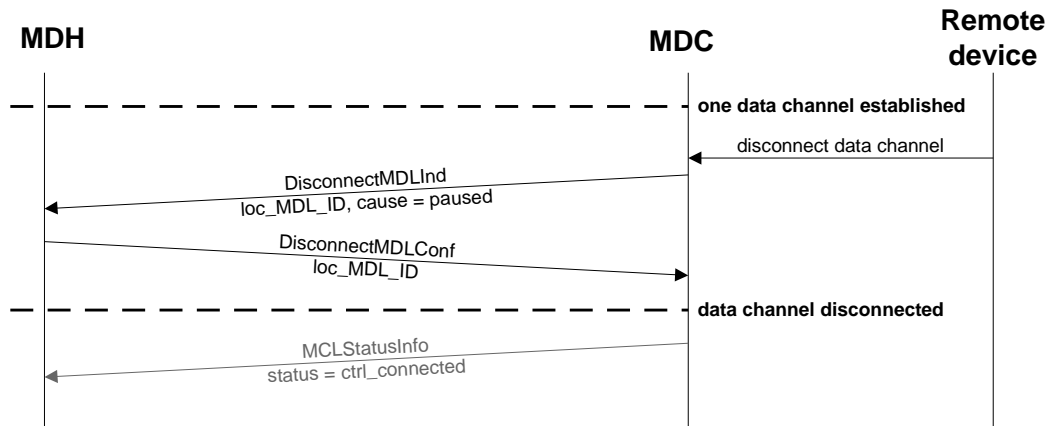 MDH
MDC
Remote
device
one data channel established
disconnect data channel
DisconnectMDLInd
loc_MDL_ID, cause = paused
DisconnectMDLConf
loc_MDL_ID
data channel disconnected
MCLStatusInfo
status = ctrl_connected